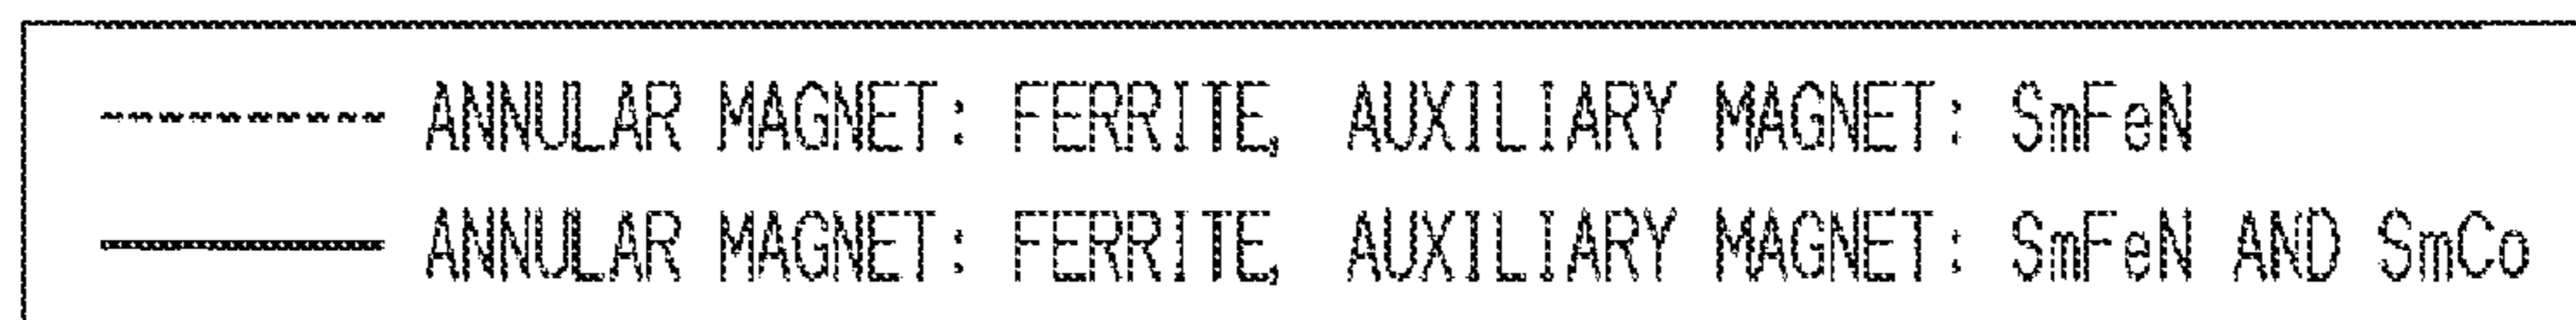 ANNULAR MAGNET: FERRITE, AUXILIARY MAGNET: SmFeN
ANNULAR MAGNET: FERRITE, AUXILIARY MAGNET: SmFeN AND SmCo